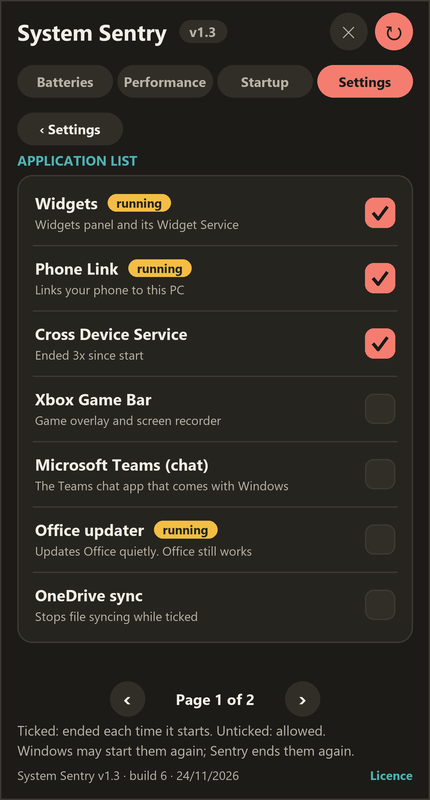 System Sentry v1.3
Batteries Performance Startup Settings
‹ Settings
APPLICATION LIST
Widgets running
Widgets panel and its Widget Service
Phone Link running
Links your phone to this PC
Cross Device Service
Ended 3x since start
Xbox Game Bar
Game overlay and screen recorder
Microsoft Teams (chat)
The Teams chat app that comes with Windows
Office updater running
Updates Office quietly. Office still works
OneDrive sync
Stops file syncing while ticked
‹ Page 1 of 2 ›
Ticked: ended each time it starts. Unticked: allowed.
Windows may start them again; Sentry ends them again.
System Sentry v1.3 · build 6 · 24/11/2026 Licence